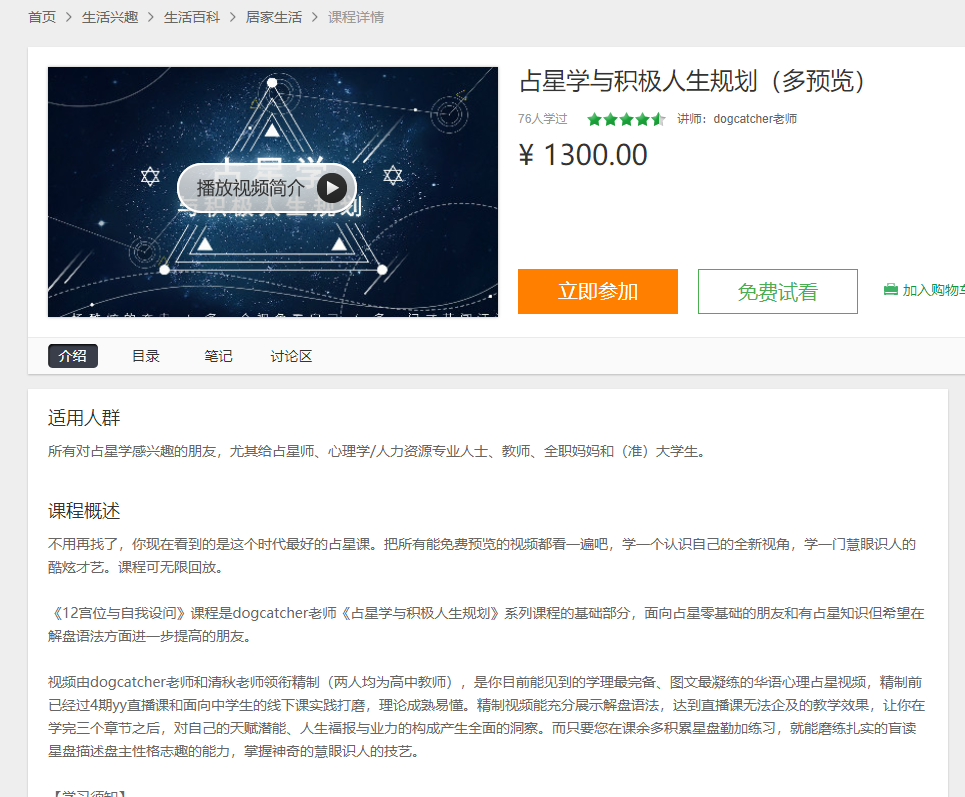 首页 > 生活兴趣 > 生活百科 > 居家生活 > 课程详情
占星学与积极人生规划（多预览）
76人学过 讲师：dogcatcher老师
¥ 1300.00
占星学
播放视频简介
与积极人生规划
立即参加 免费试看 加入购物车
介绍 目录 笔记 讨论区
适用人群
所有对占星学感兴趣的朋友，尤其给占星师、心理学/人力资源专业人士、教师、全职妈妈和（准）大学生。
课程概述
不用再找了，你现在看到的是这个时代最好的占星课。把所有能免费预览的视频都看一遍吧，学一个认识自己的全新视角，学一门慧眼识人的
酷炫才艺。课程可无限回放。
《12宫位与自我设问》课程是dogcatcher老师《占星学与积极人生规划》系列课程的基础部分，面向占星零基础的朋友和有占星知识但希望在
解盘语法方面进一步提高的朋友。
视频由dogcatcher老师和清秋老师领衔精制（两人均为高中教师），是你目前能见到的学理最完备、图文最凝练的华语心理占星视频，精制前
已经过4期yy直播课和面向中学生的线下课实践打磨，理论成熟易懂。精制视频能充分展示解盘语法，达到直播课无法企及的教学效果，让你在
学完三个章节之后，对自己的天赋潜能、人生福报与业力的构成产生全面的洞察。而只要您在课余多积累星盘勤加练习，就能磨练扎实的盲读
星盘描述盘主性格志趣的能力，掌握神奇的慧眼识人的技艺。
【学习须知】